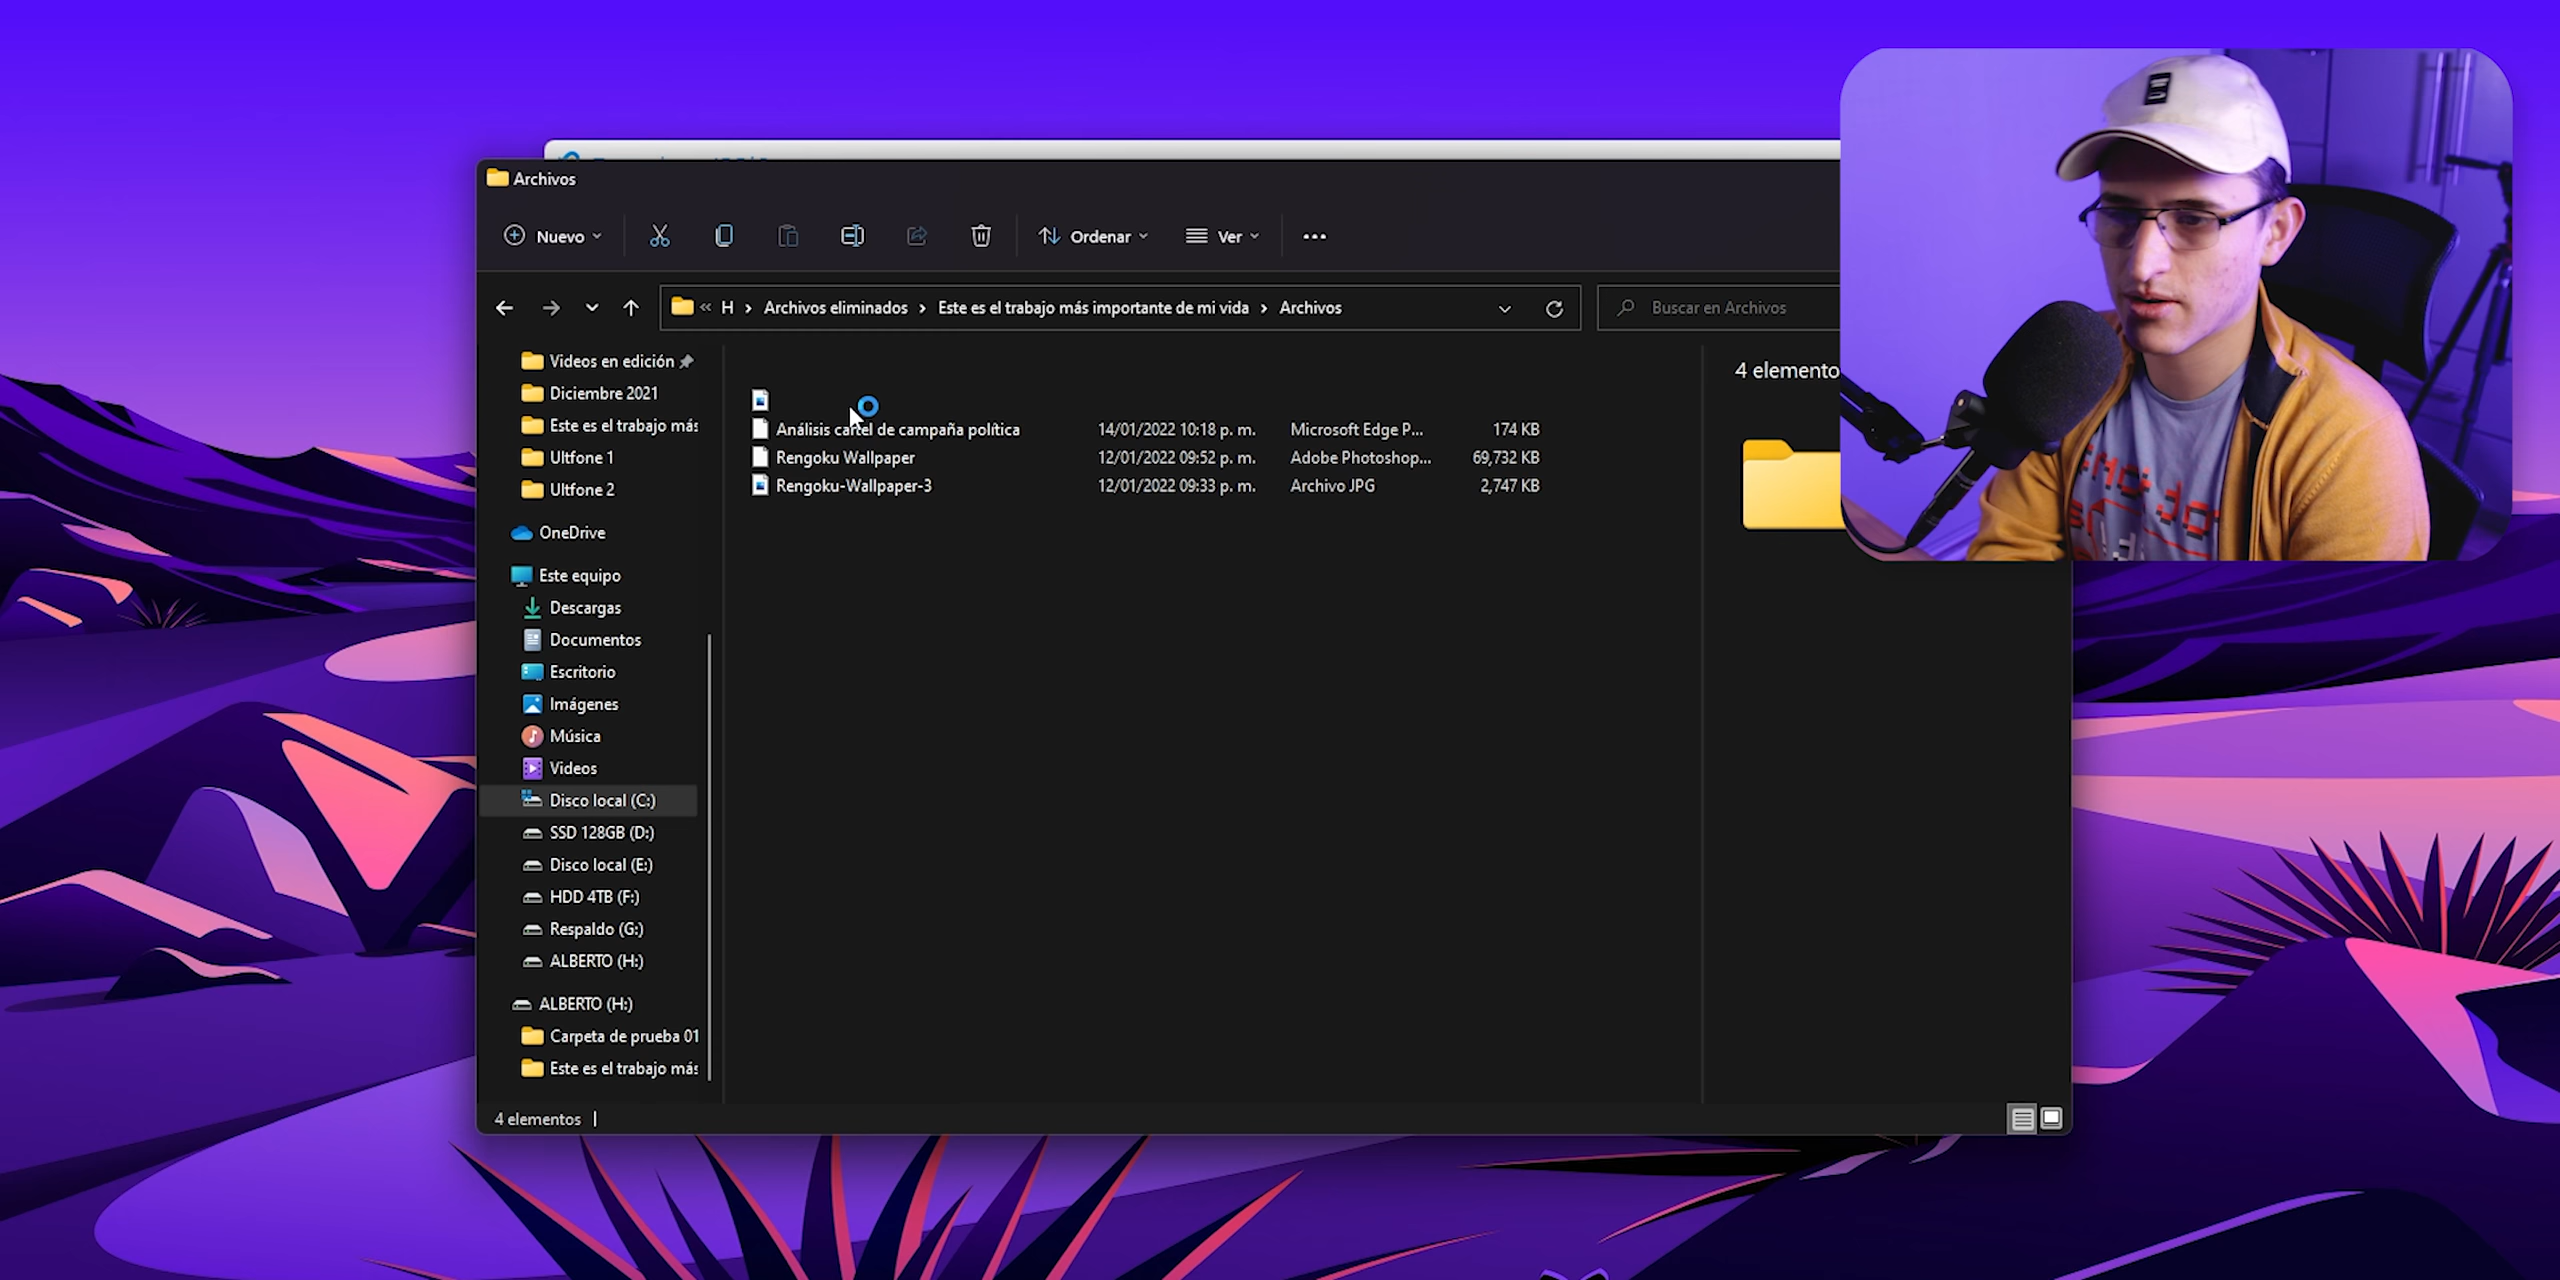 Archivos
Nuevo
Ordenar
Ver
H › Archivos eliminados › Este es el trabajo más importante de mi vida › Archivos
Buscar en Archivos
Videos en edición
Diciembre 2021
Este es el trabajo más
Ultfone 1
Ultfone 2
OneDrive
Este equipo
Descargas
Documentos
Escritorio
Imágenes
Música
Videos
Disco local (C:)
SSD 128GB (D:)
Disco local (E:)
HDD 4TB (F:)
Respaldo (G:)
ALBERTO (H:)
ALBERTO (H:)
Carpeta de prueba 01
Este es el trabajo más
Análisis cartel de campaña política 14/01/2022 10:18 p. m. Microsoft Edge P... 174 KB
Rengoku Wallpaper 12/01/2022 09:52 p. m. Adobe Photoshop... 69,732 KB
Rengoku-Wallpaper-3 12/01/2022 09:33 p. m. Archivo JPG 2,747 KB
4 elemento
4 elementos